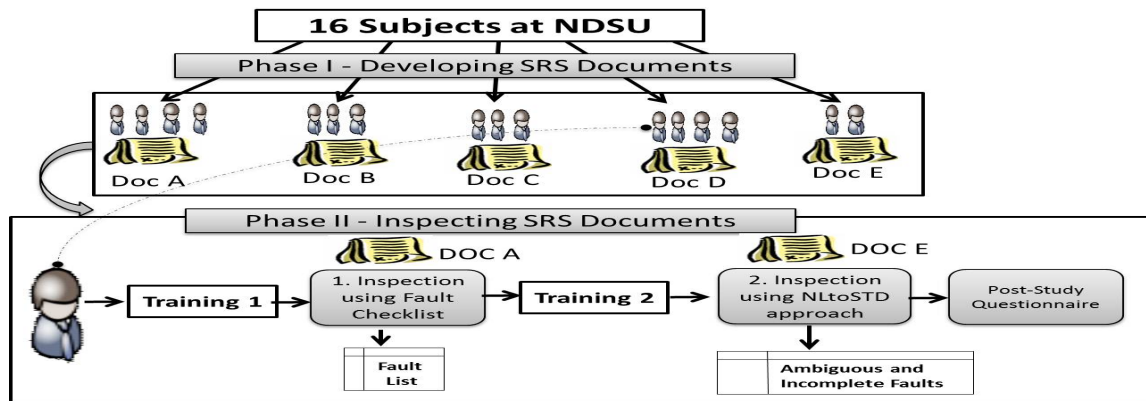 16 Subjects at NDSU
Phase I - Developing SRS Documents
Doc A
Doc B
Doc C
Doc D
Doc E
Phase II - Inspecting SRS Documents
DOC A
DOC E
Training 1
1. Inspection
using Fault
Checklist
Training 2
2. Inspection
using NLtoSTD
approach
Post-Study
Questionnaire
Fault
List
Ambiguous and
Incomplete Faults